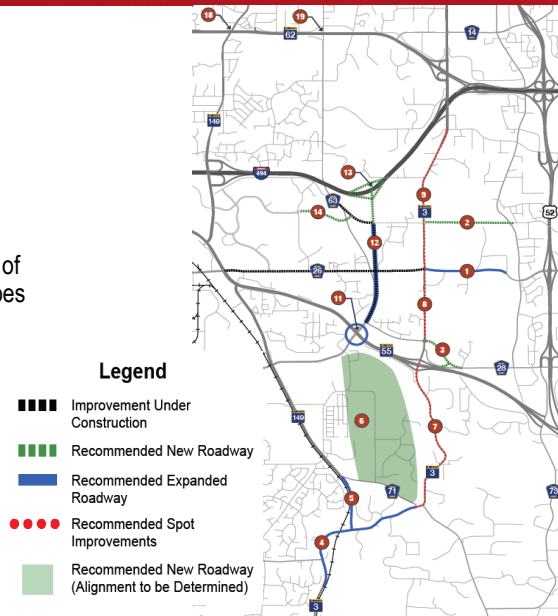 18
19
62
14
149
494
13
63
14
9
3
2
52
12
26
1
11
8
55
3
28
149
6
7
3
5
71
73
4
3
of
pes
Legend
Improvement Under
Construction
Recommended New Roadway
Recommended Expanded
Roadway
Recommended Spot
Improvements
Recommended New Roadway
(Alignment to be Determined)